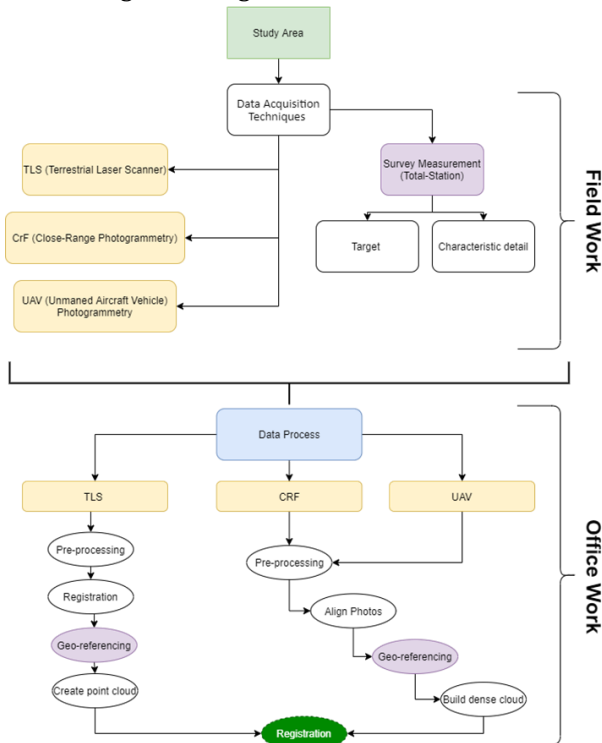 Study Area
Data Acquisition
Techniques
TLS (Terrestrial Laser Scanner)
Survey Measurement
(Total-Station)
CrF (Close-Range Photogrammetry)
Target
Characteristic detail
UAV (Unmaned Aircraft Vehicle)
Photogrammetry
Field Work
Data Process
TLS
CRF
UAV
Pre-processing
Pre-processing
Registration
Align Photos
Geo-referencing
Geo-referencing
Create point cloud
Build dense cloud
Registration
Office Work